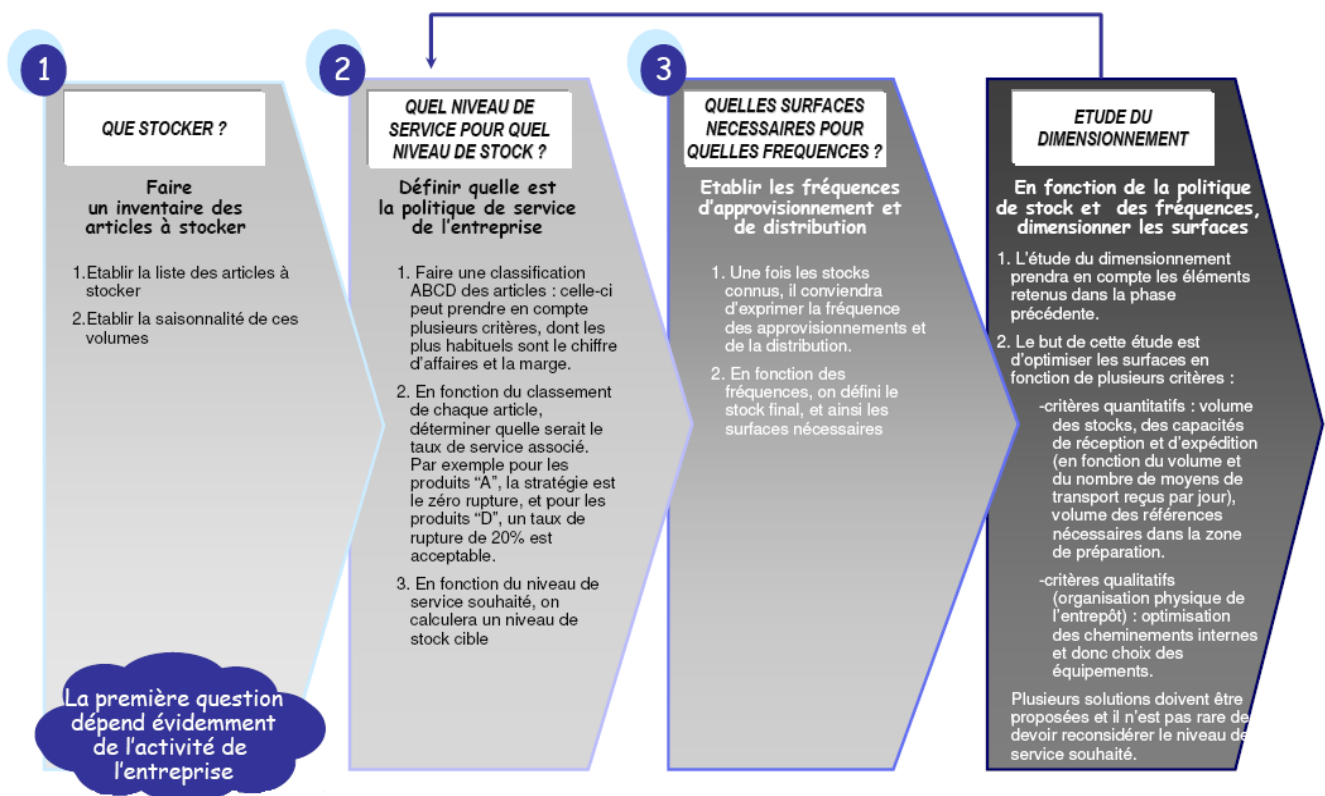 1
QUE STOCKER ?
Faire
un inventaire des
articles à stocker
1.Etablir la liste des articles à
stocker
2.Etablir la saisonnalité de ces
volumes
La première question
dépend évidemment
de l'activité de
l'entreprise
2
QUEL NIVEAU DE
SERVICE POUR QUEL
NIVEAU DE STOCK ?
Définir quelle est
la politique de service
de l'entreprise
1. Faire une classification
ABCD des articles : celle-ci
peut prendre en compte
plusieurs critères, dont les
plus habituels sont le chiffre
d'affaires et la marge.
2. En fonction du classement
de chaque article,
déterminer quelle serait le
taux de service associé.
Par exemple pour les
produits "A", la stratégie est
le zéro rupture, et pour les
produits "D", un taux de
rupture de 20% est
acceptable.
3. En fonction du niveau de
service souhaité, on
calculera un niveau de
stock cible
3
QUELLES SURFACES
NECESSAIRES POUR
QUELLES FREQUENCES ?
Etablir les fréquences
d'approvisionnement et
de distribution
1. Une fois les stocks
connus, il conviendra
d'exprimer la fréquence
des approvisionnements et
de la distribution.
2. En fonction des
fréquences, on défini le
stock final, et ainsi les
surfaces nécessaires
ETUDE DU
DIMENSIONNEMENT
En fonction de la politique
de stock et des fréquences,
dimensionner les surfaces
1. L'étude du dimensionnement
prendra en compte les éléments
retenus dans la phase
précédente.
2. Le but de cette étude est
d'optimiser les surfaces en
fonction de plusieurs critères :
-critères quantitatifs : volume
des stocks, des capacités
de réception et d'expédition
(en fonction du volume et
du nombre de moyens de
transport reçus par jour),
volume des références
nécessaires dans la zone
de préparation.
-critères qualitatifs
(organisation physique de
l'entrepôt) : optimisation
des cheminements internes
et donc choix des
équipements.
Plusieurs solutions doivent être
proposées et il n'est pas rare de
devoir reconsidérer le niveau de
service souhaité.